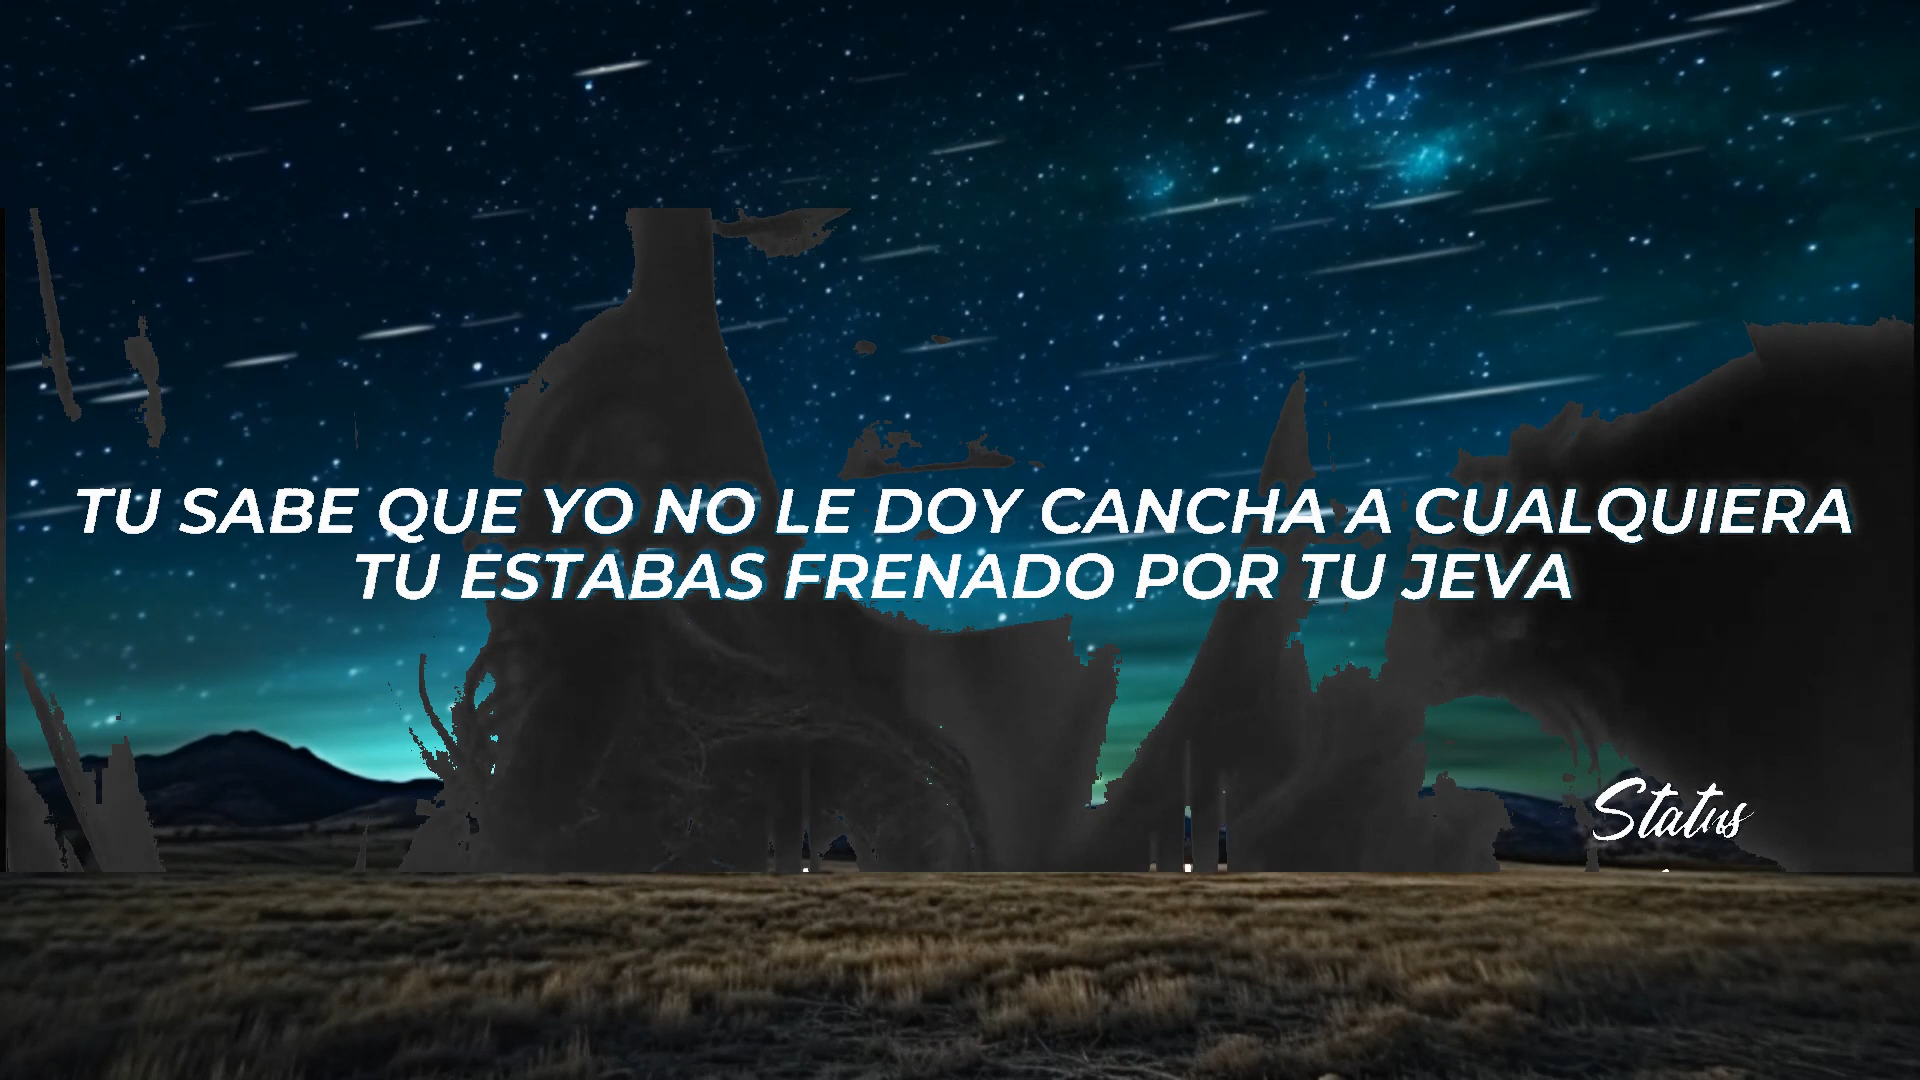 TU SABE QUE YO NO LE DOY CANCHA A CUALQUIERA
TU ESTABAS FRENADO POR TU JEVA
Status